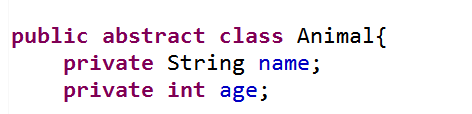 public abstract class Animal{
    private String name;
    private int age;